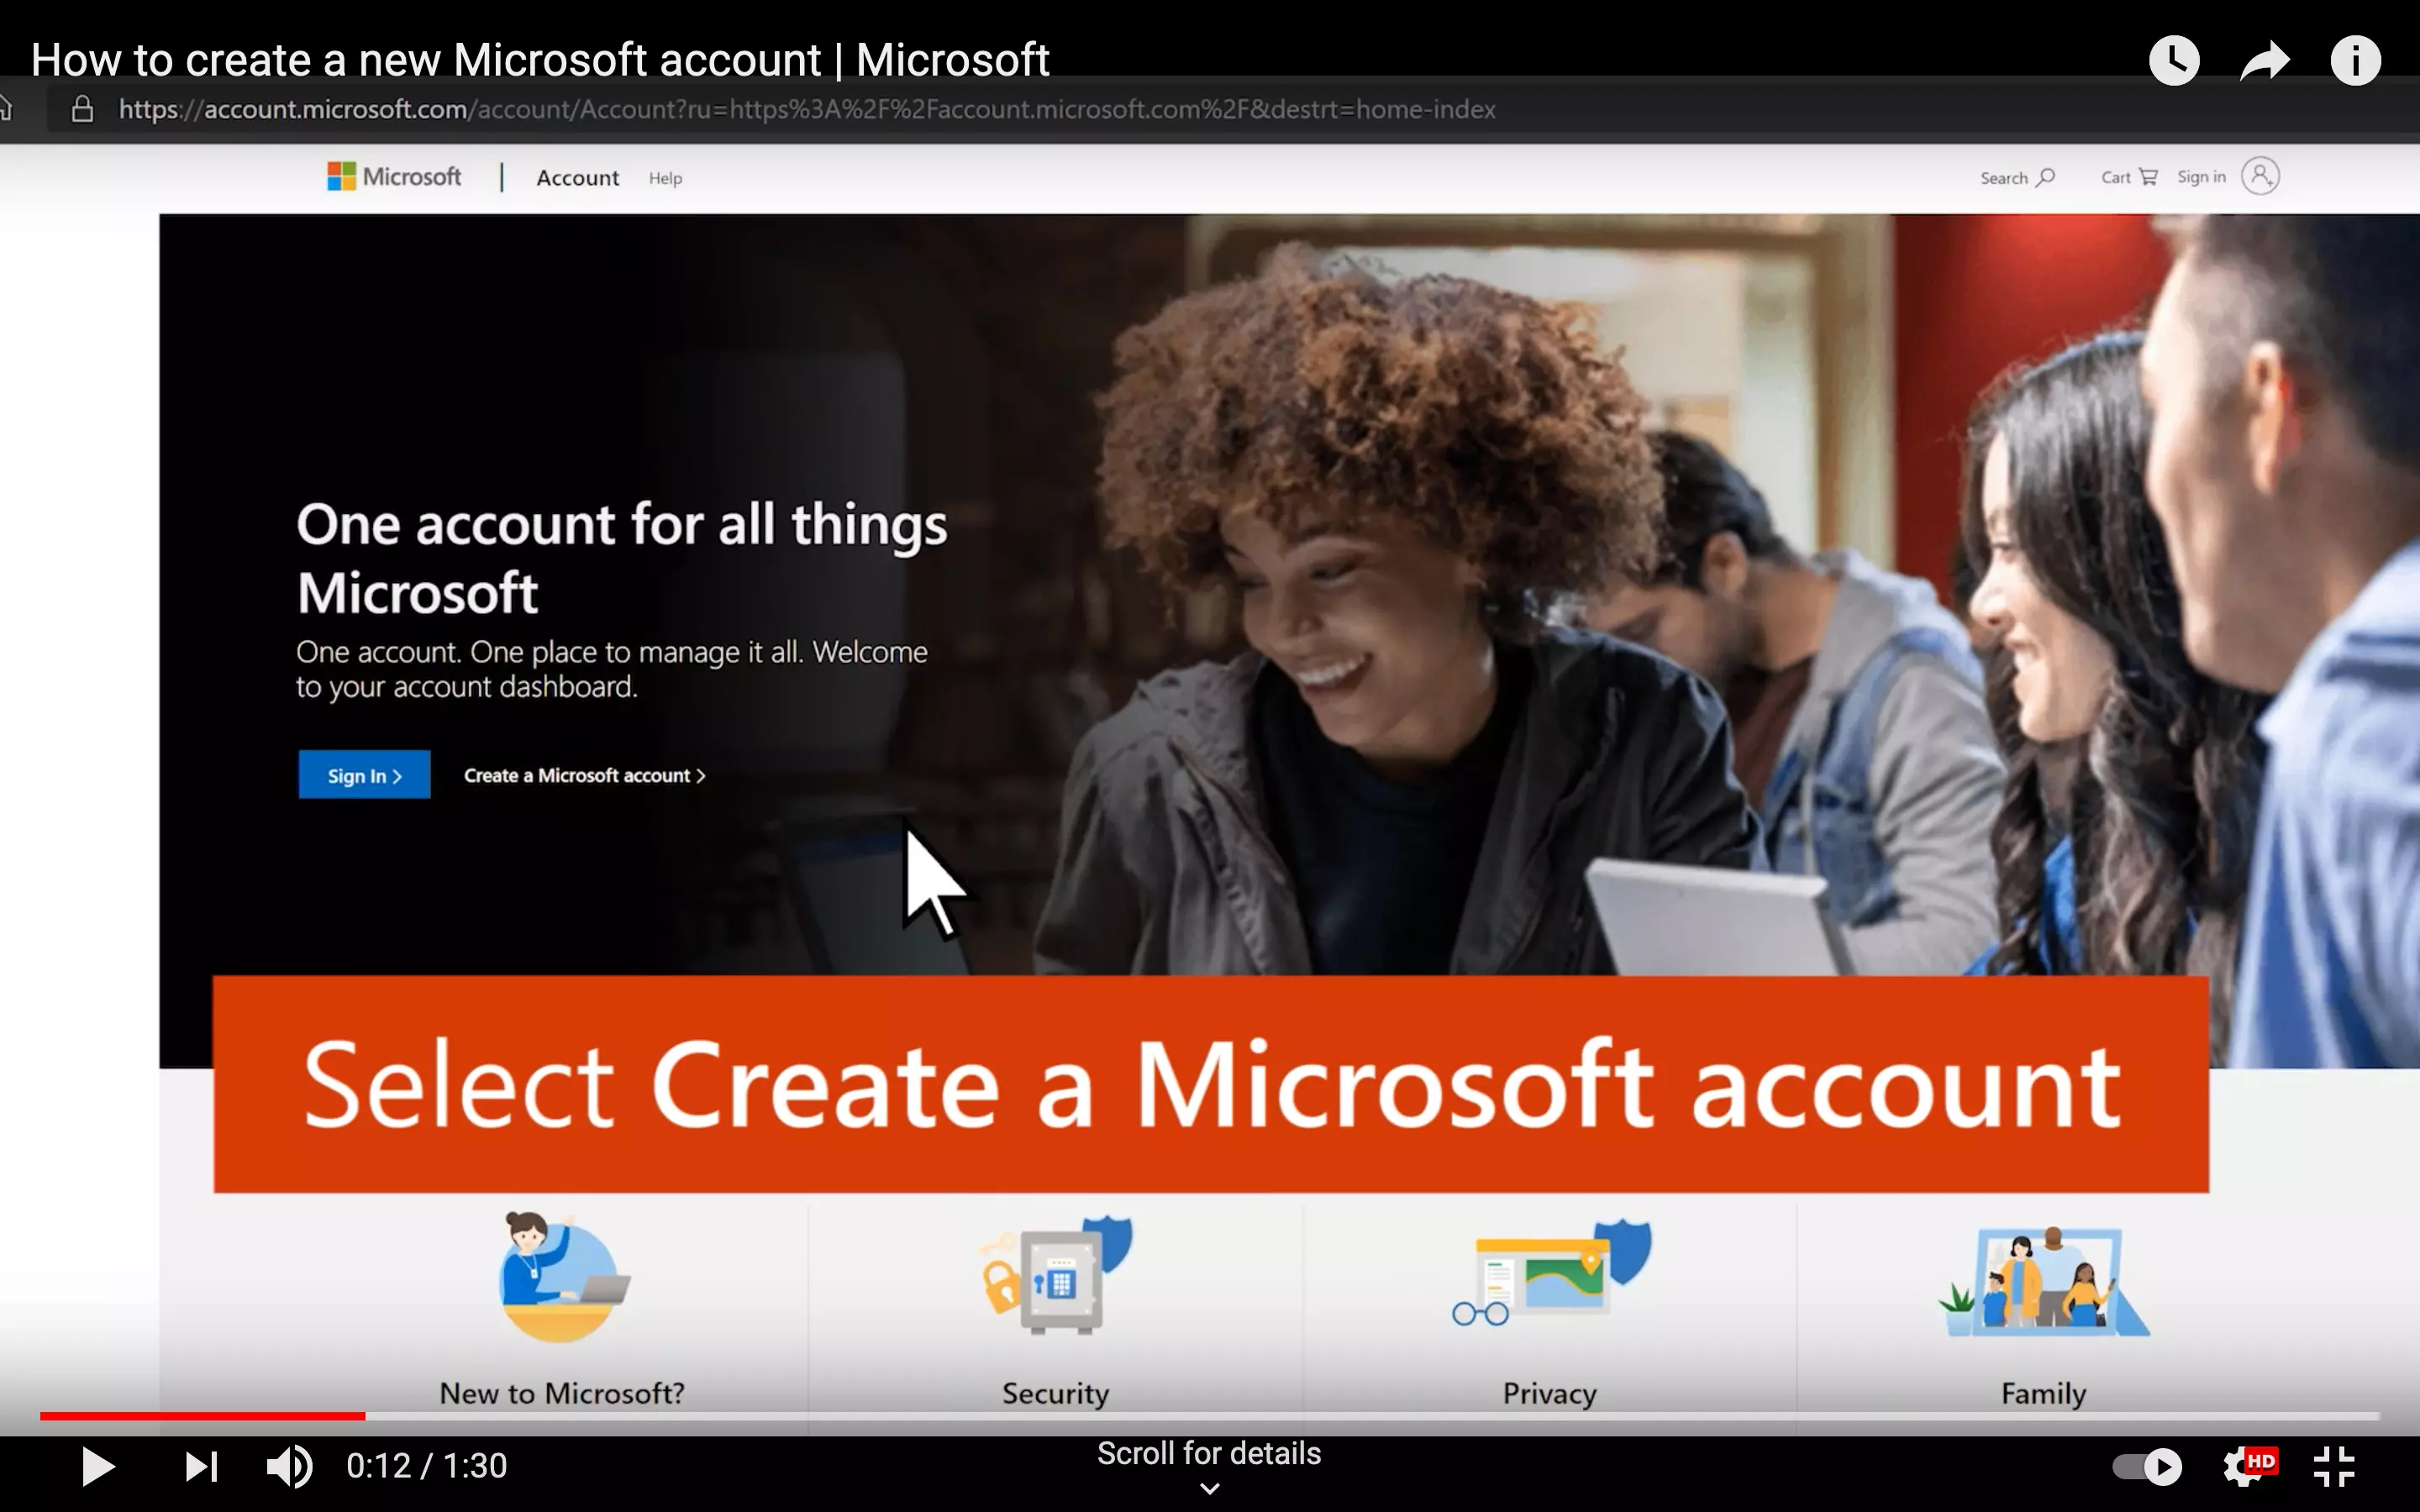 How to create a new Microsoft account | Microsoft
https://account.microsoft.com/account/Account?ru=https%3A%2F%2Faccount.microsoft.com%2F&destrt=home-index
Microsoft | Account Help Search Cart Sign in
One account for all things
Microsoft
One account. One place to manage it all. Welcome
to your account dashboard.
Sign In > Create a Microsoft account >
Select Create a Microsoft account
New to Microsoft? Security Privacy Family
0:12 / 1:30 Scroll for details HD